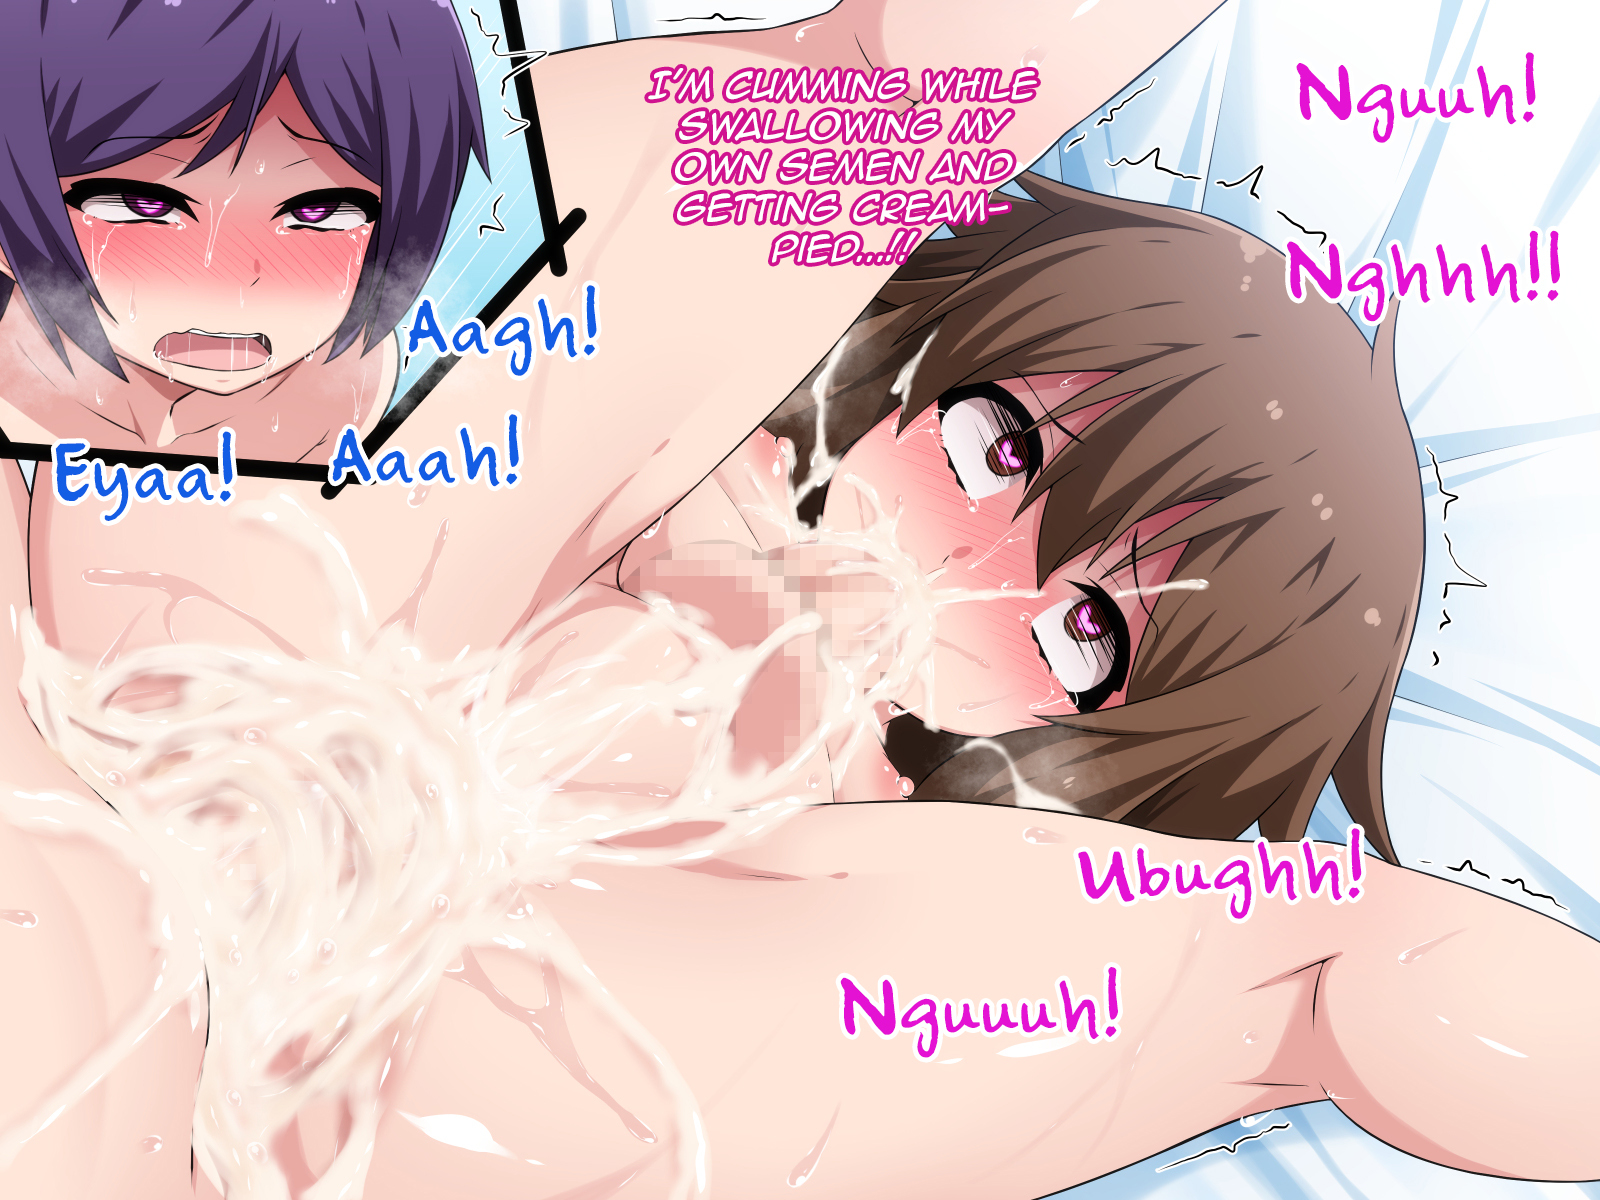 I'M CUMMING WHILE
SWALLOWING MY
OWN SEMEN AND
GETTING CREAM-
PIED...!!
Nguuh!
Nghhh!!
Aagh!
Aaah!
Eyaa!
Ubughh!
Nguuuh!